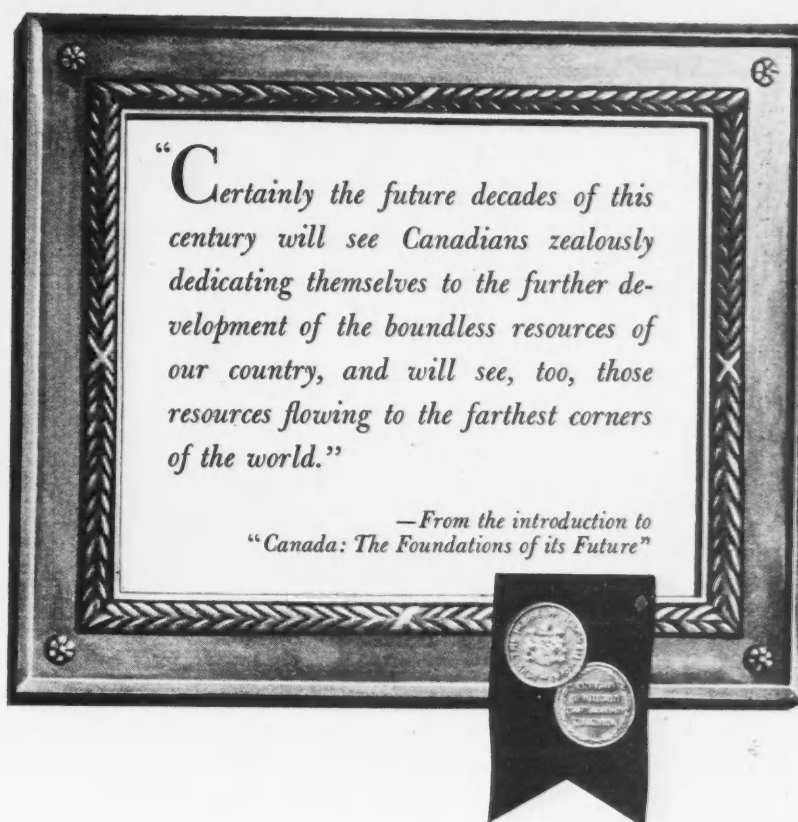 “Certainly the future decades of this
century will see Canadians zealously
dedicating themselves to the further de-
velopment of the boundless resources of
our country, and will see, too, those
resources flowing to the farthest corners
of the world.”
—From the introduction to
“Canada: The Foundations of its Future”